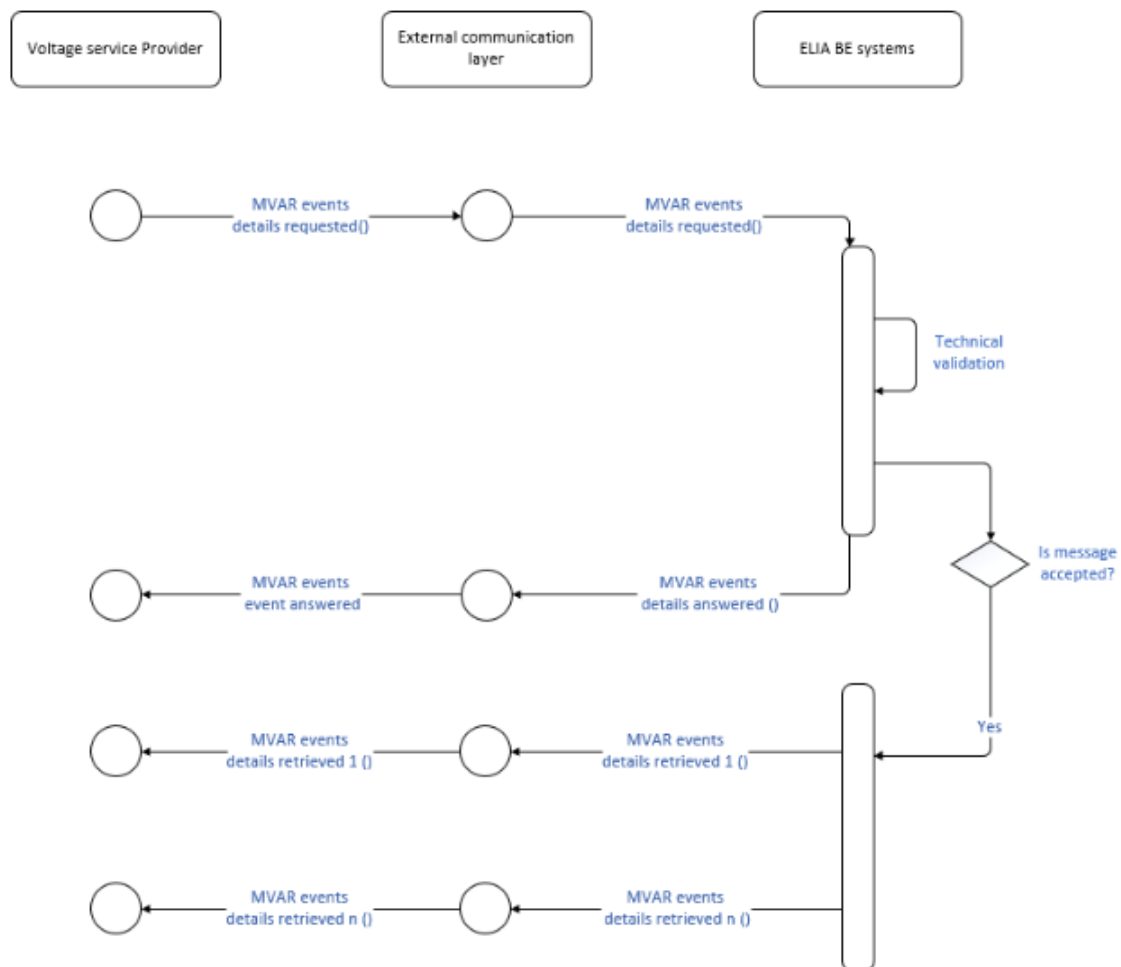 Voltage service Provider
External communication
layer
ELIA BE systems
MVAR events
details requested()
MVAR events
details requested()
Technical
validation
Is message
accepted?
MVAR events
event answered
MVAR events
details answered ()
Yes
MVAR events
details retrieved 1 ()
MVAR events
details retrieved 1 ()
MVAR events
details retrieved n ()
MVAR events
details retrieved n ()